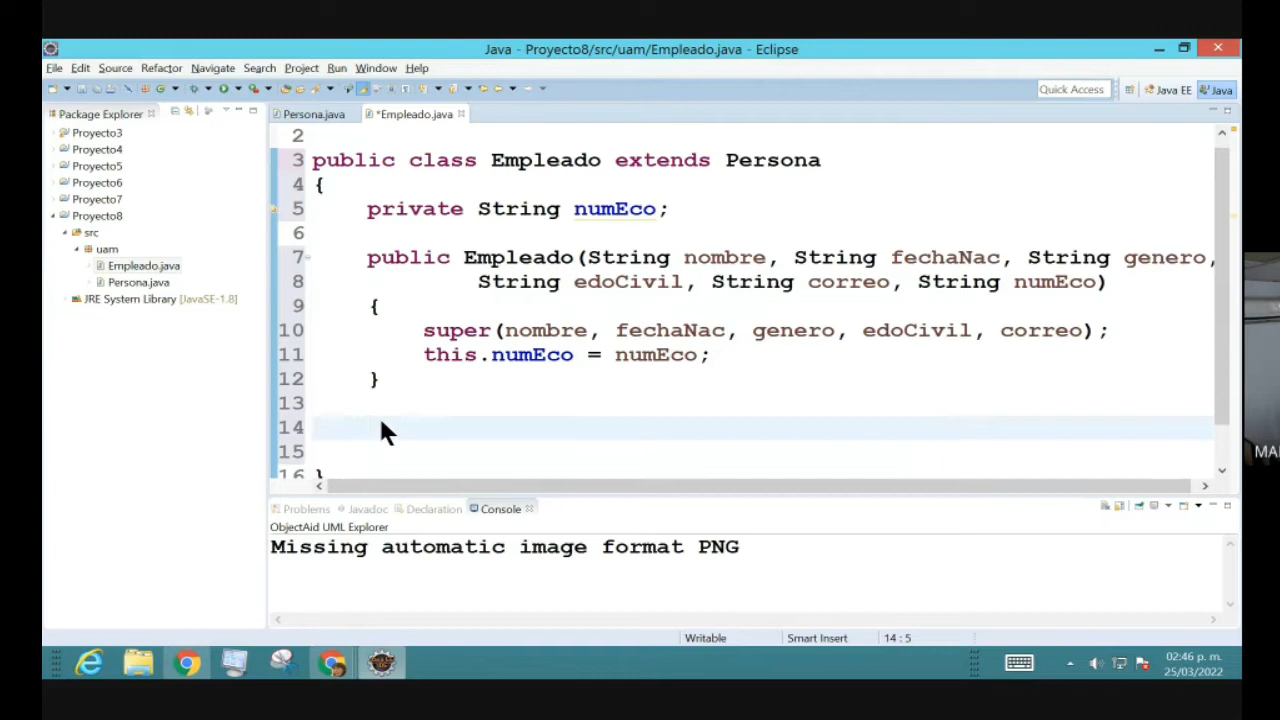 Java - Proyecto8/src/uam/Empleado.java - Eclipse
File Edit Source Refactor Navigate Search Project Run Window Help
Quick Access
Java EE
Java
Package Explorer
Persona.java
*Empleado.java
Proyecto3
Proyecto4
Proyecto5
Proyecto6
Proyecto7
Proyecto8
src
uam
Empleado.java
Persona.java
JRE System Library [JavaSE-1.8]
2
3 public class Empleado extends Persona
4 {
5 private String numEco;
6
7 public Empleado(String nombre, String fechaNac, String genero,
8 String edoCivil, String correo, String numEco)
9 {
10 super(nombre, fechaNac, genero, edoCivil, correo);
11 this.numEco = numEco;
12 }
13
14
15
16 }
Problems Javadoc Declaration Console
ObjectAid UML Explorer
Missing automatic image format PNG
Writable
Smart Insert
14 : 5
02:46 p. m.
25/03/2022